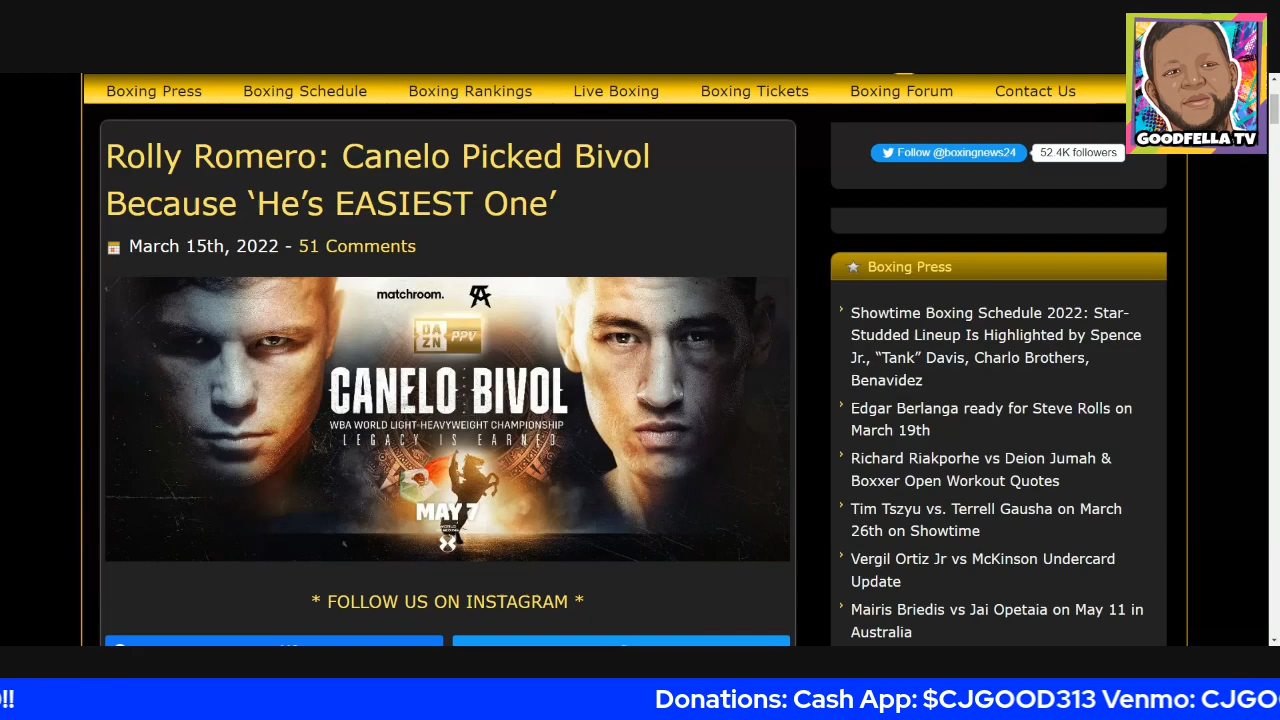 Boxing Press Boxing Schedule Boxing Rankings Live Boxing Boxing Tickets Boxing Forum Contact Us
GOODFELLA TV
Rolly Romero: Canelo Picked Bivol
Because ‘He’s EASIEST One’
March 15th, 2022 - 51 Comments
matchroom.
DAZN PPV
CANELO BIVOL
WBA WORLD LIGHT-HEAVYWEIGHT CHAMPIONSHIP
LEGACY IS EARNED
MAY 7
* FOLLOW US ON INSTAGRAM *
Follow @boxingnews24 52.4K followers
Boxing Press
Showtime Boxing Schedule 2022: Star-
Studded Lineup Is Highlighted by Spence
Jr., “Tank” Davis, Charlo Brothers,
Benavidez
Edgar Berlanga ready for Steve Rolls on
March 19th
Richard Riakporhe vs Deion Jumah &
Boxxer Open Workout Quotes
Tim Tszyu vs. Terrell Gausha on March
26th on Showtime
Vergil Ortiz Jr vs McKinson Undercard
Update
Mairis Briedis vs Jai Opetaia on May 11 in
Australia
!! Donations: Cash App: $CJGOOD313 Venmo: CJGO